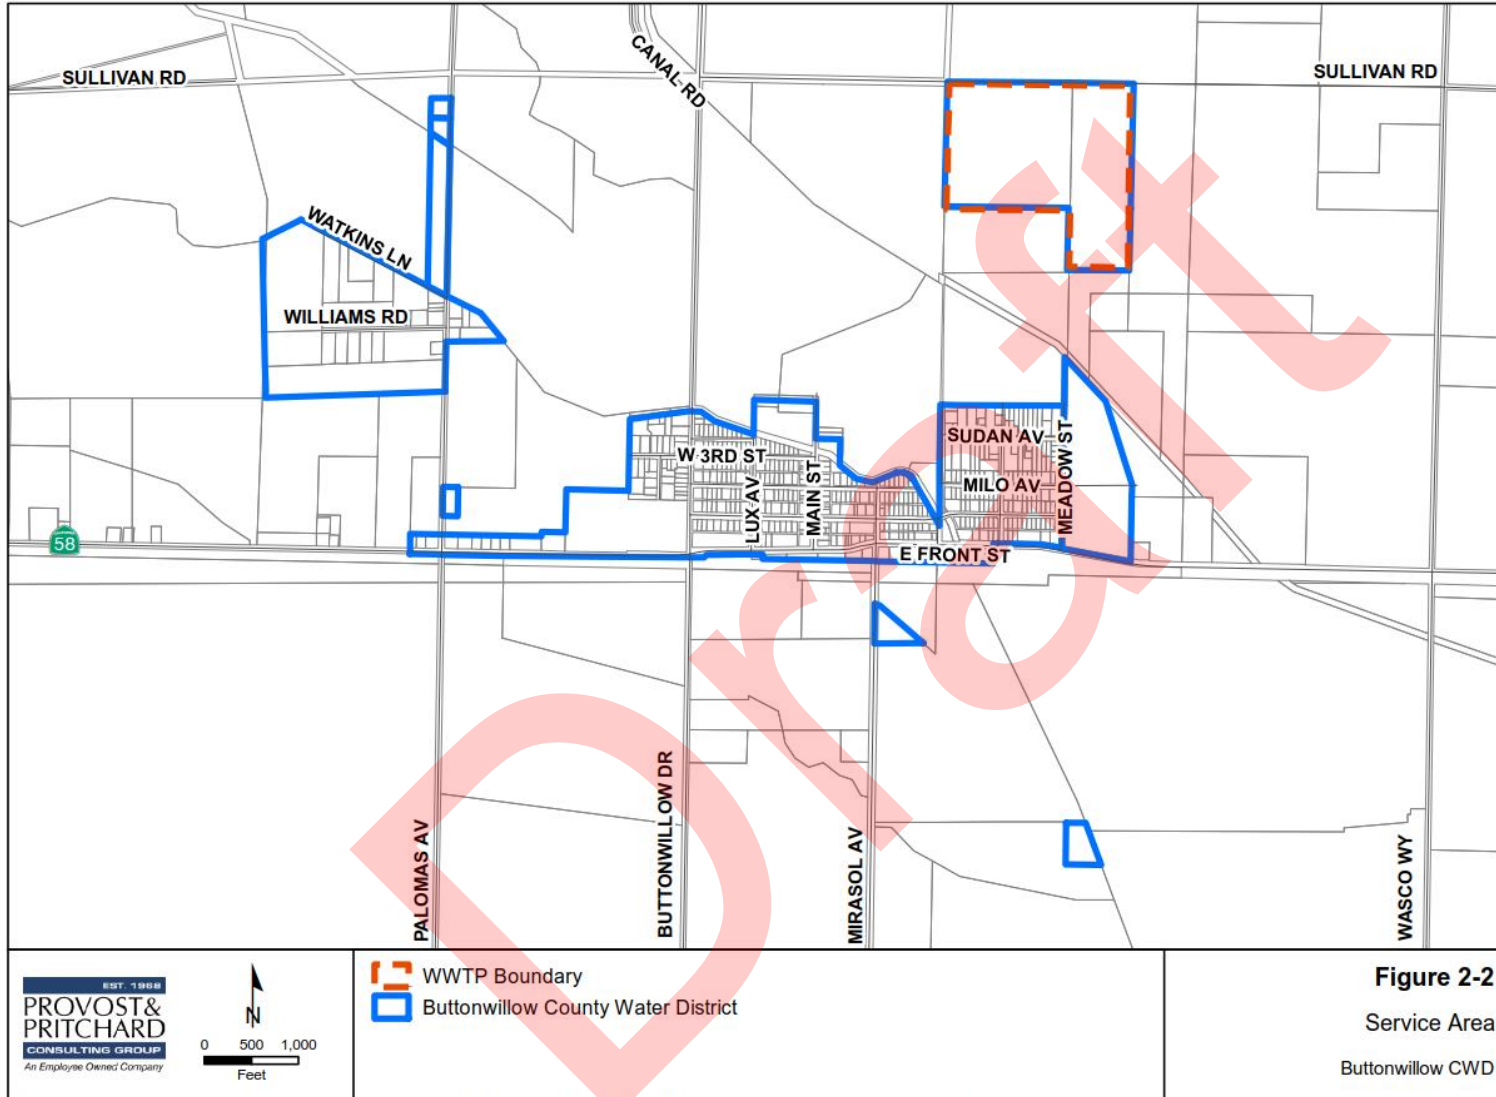 SULLIVAN RD
CANAL RD
SULLIVAN RD
WATKINS LN
WILLIAMS RD
W 3RD ST
LUX AV
MAIN ST
SUDAN AV
MILO AV
MEADOW ST
58
E FRONT ST
PALOMAS AV
BUTTONWILLOW DR
MIRASOL AV
WASCO WY
Draft
EST. 1968
PROVOST&
PRITCHARD
CONSULTING GROUP
An Employee Owned Company
N
0 500 1,000
Feet
WWTP Boundary
Buttonwillow County Water District
Figure 2-2
Service Area
Buttonwillow CWD